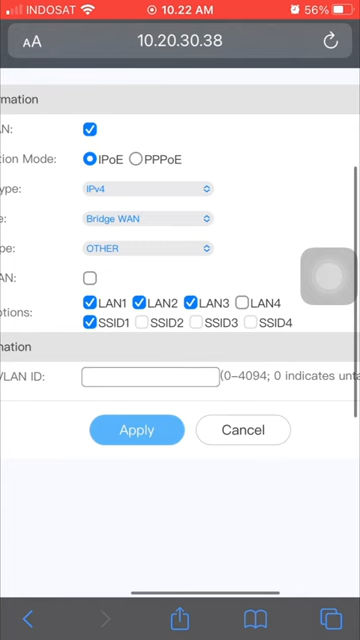 INDOSAT 10.22 AM 56%
AA 10.20.30.38
rmation
AN:
tion Mode: IPoE PPPoE
ype: IPv4
e: Bridge WAN
pe: OTHER
AN:
ptions: LAN1 LAN2 LAN3 LAN4
SSID1 SSID2 SSID3 SSID4
mation
VLAN ID: (0–4094; 0 indicates unta
Apply Cancel